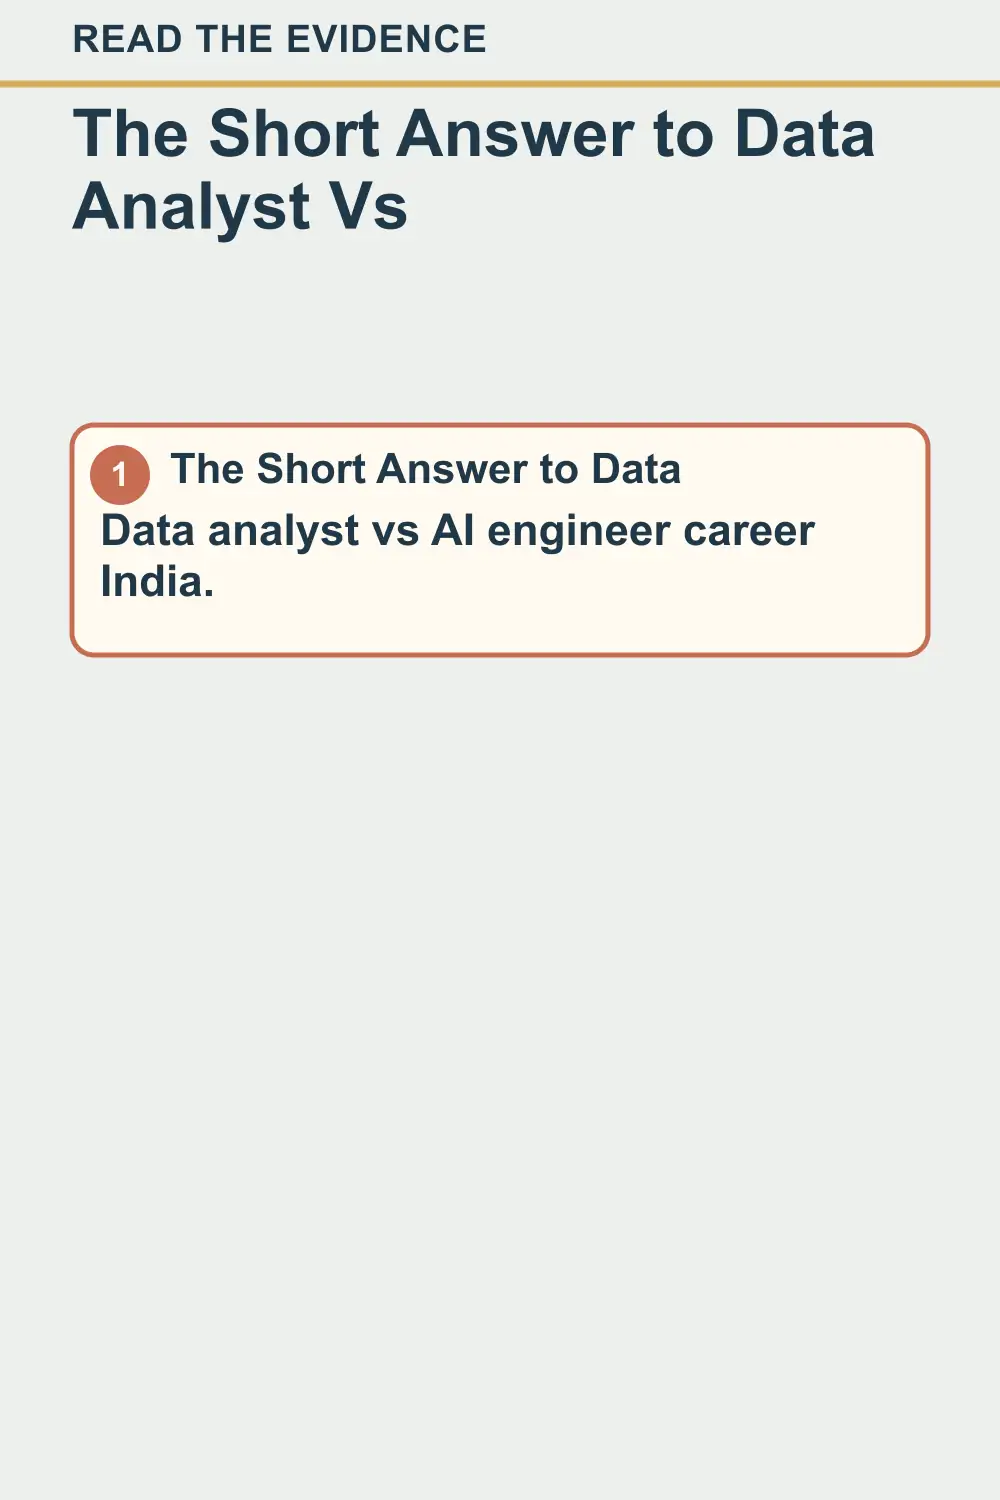 READ THE EVIDENCE
The Short Answer to Data
Analyst Vs
1 The Short Answer to Data
Data analyst vs AI engineer career
India.